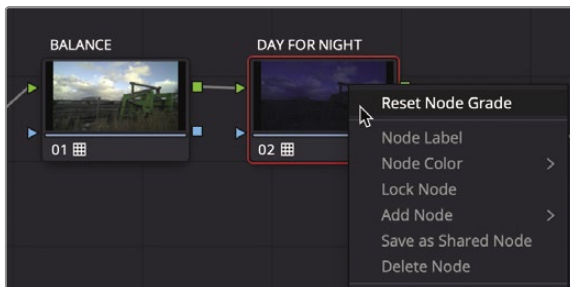 BALANCE
DAY FOR NIGHT
01
02
Reset Node Grade
Node Label
Node Color
Lock Node
Add Node
Save as Shared Node
Delete Node